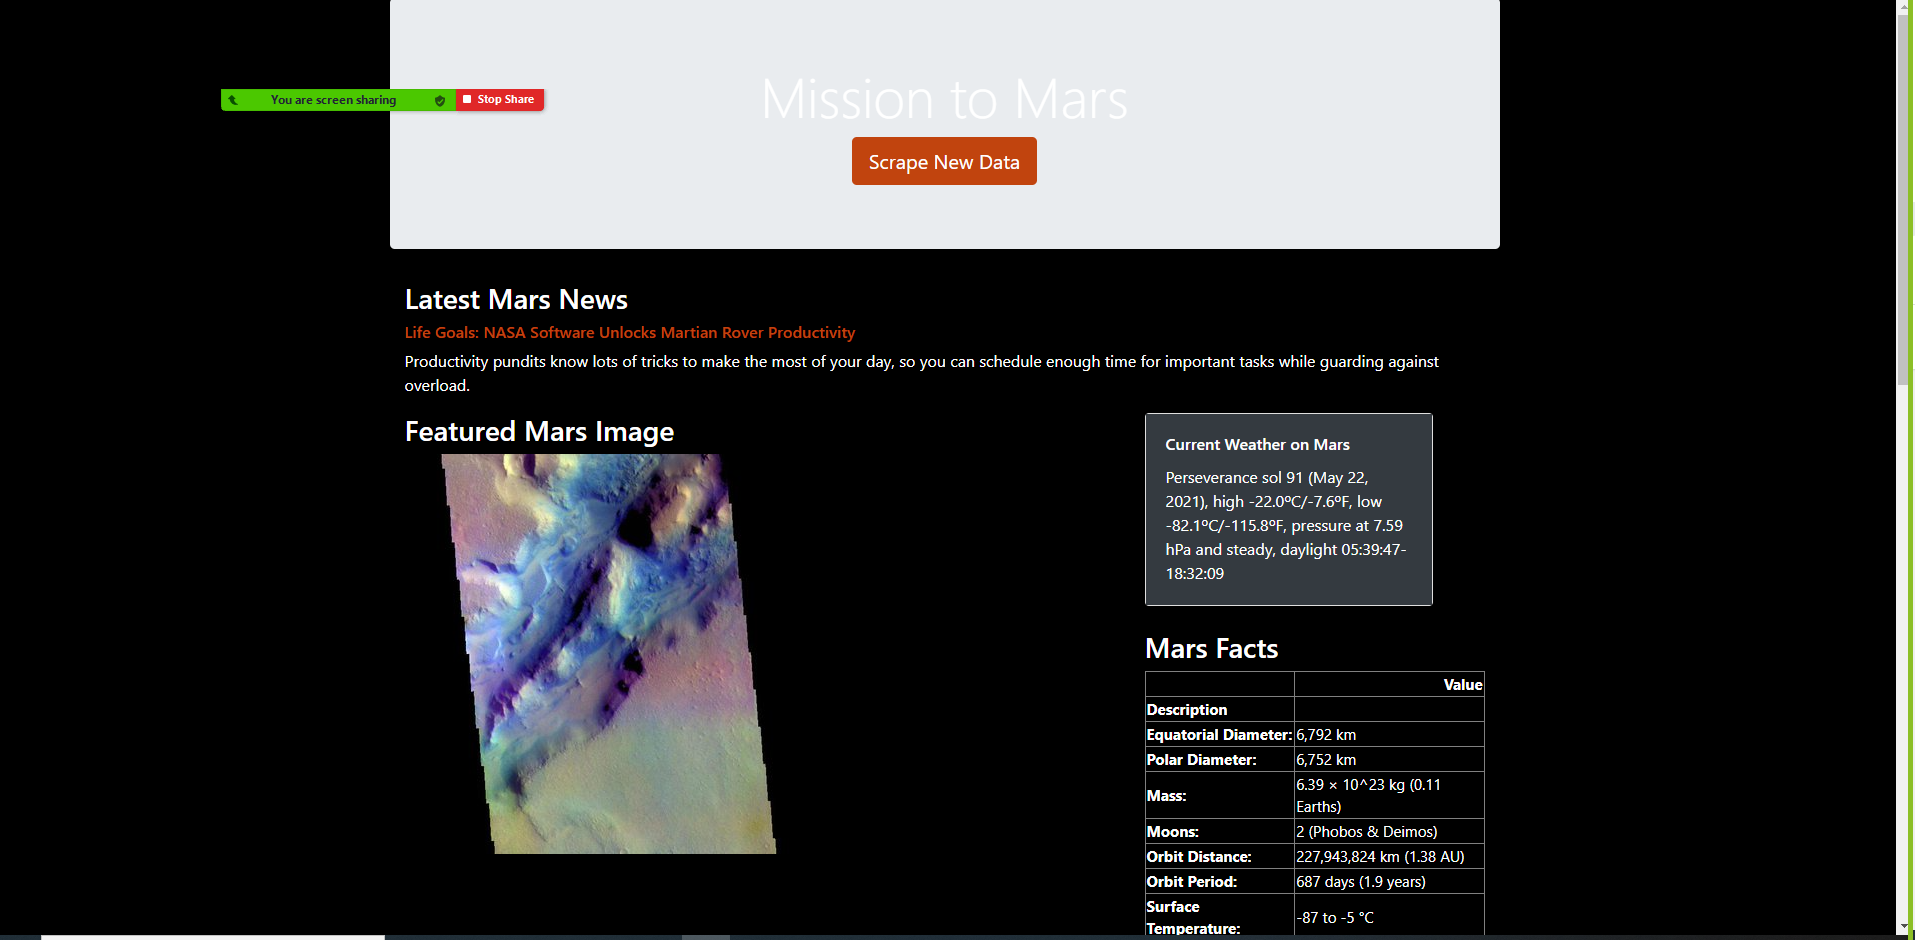 Mission to Mars
You are screen sharing
Stop Share
Scrape New Data
Latest Mars News
Life Goals: NASA Software Unlocks Martian Rover Productivity
Productivity pundits know lots of tricks to make the most of your day, so you can schedule enough time for important tasks while guarding against
overload.
Featured Mars Image
Current Weather on Mars
Perseverance sol 91 (May 22,
2021), high -22.0ºC/-7.6ºF, low
-82.1ºC/-115.8ºF, pressure at 7.59
hPa and steady, daylight 05:39:47-
18:32:09
Mars Facts
Value
Description
Equatorial Diameter: 6,792 km
Polar Diameter: 6,752 km
Mass: 6.39 × 10^23 kg (0.11
Earths)
Moons: 2 (Phobos & Deimos)
Orbit Distance: 227,943,824 km (1.38 AU)
Orbit Period: 687 days (1.9 years)
Surface
Temperature: -87 to -5 °C